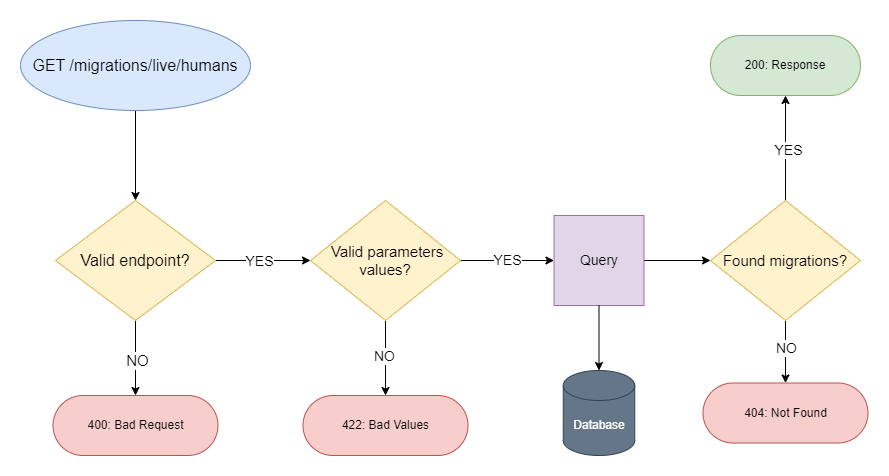 GET /migrations/live/humans
200: Response
YES
Valid endpoint?
YES
Valid parameters
values?
YES
Query
Found migrations?
NO
NO
NO
400: Bad Request
422: Bad Values
Database
404: Not Found